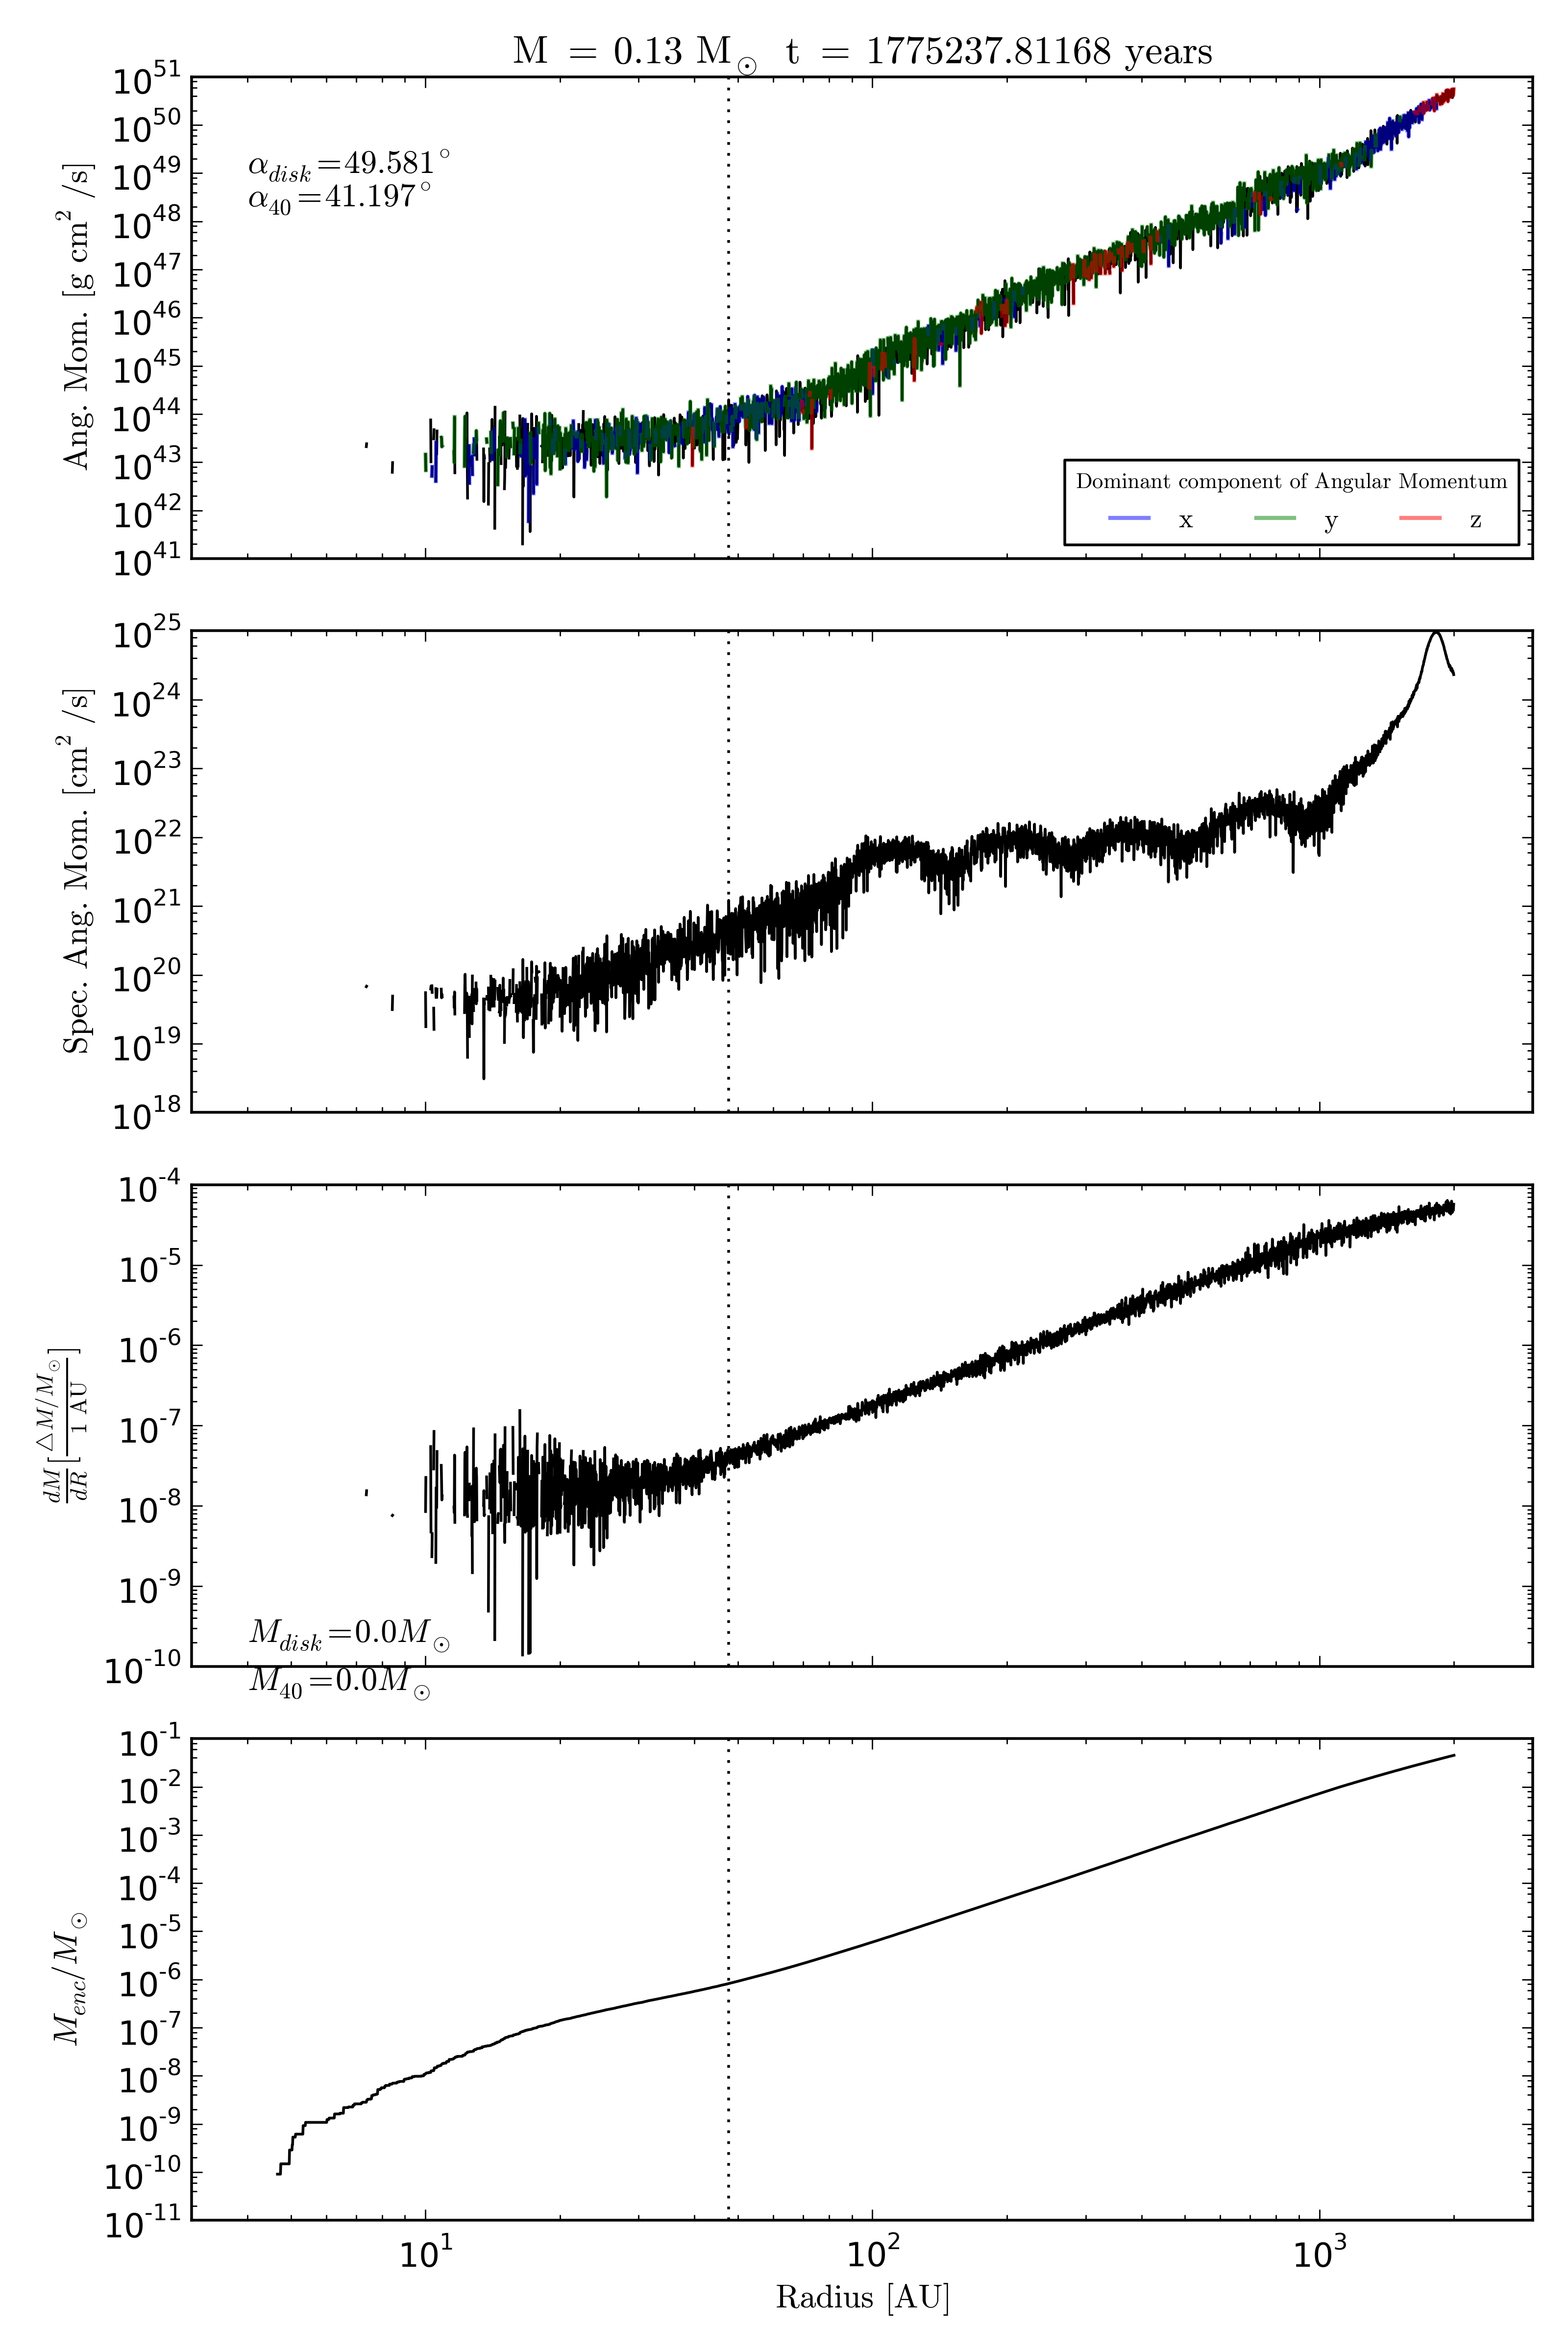 M = 0.13 M⊙ t = 1775237.81168 years
10^51
10^50
10^49
10^48
10^47
10^46
10^45
10^44
10^43
10^42
10^41
Ang. Mom. [g cm^2 /s]
α_disk=49.581°
α_40=41.197°
Dominant component of Angular Momentum
x y z
10^25
10^24
10^23
10^22
10^21
10^20
10^19
10^18
Spec. Ang. Mom. [cm^2 /s]
10^-4
10^-5
10^-6
10^-7
10^-8
10^-9
10^-10
dM/dR [△M/M⊙ / 1 AU]
M_disk=0.0M⊙
M_40=0.0M⊙
10^-1
10^-2
10^-3
10^-4
10^-5
10^-6
10^-7
10^-8
10^-9
10^-10
10^-11
M_enc/M⊙
10^1 10^2 10^3
Radius [AU]